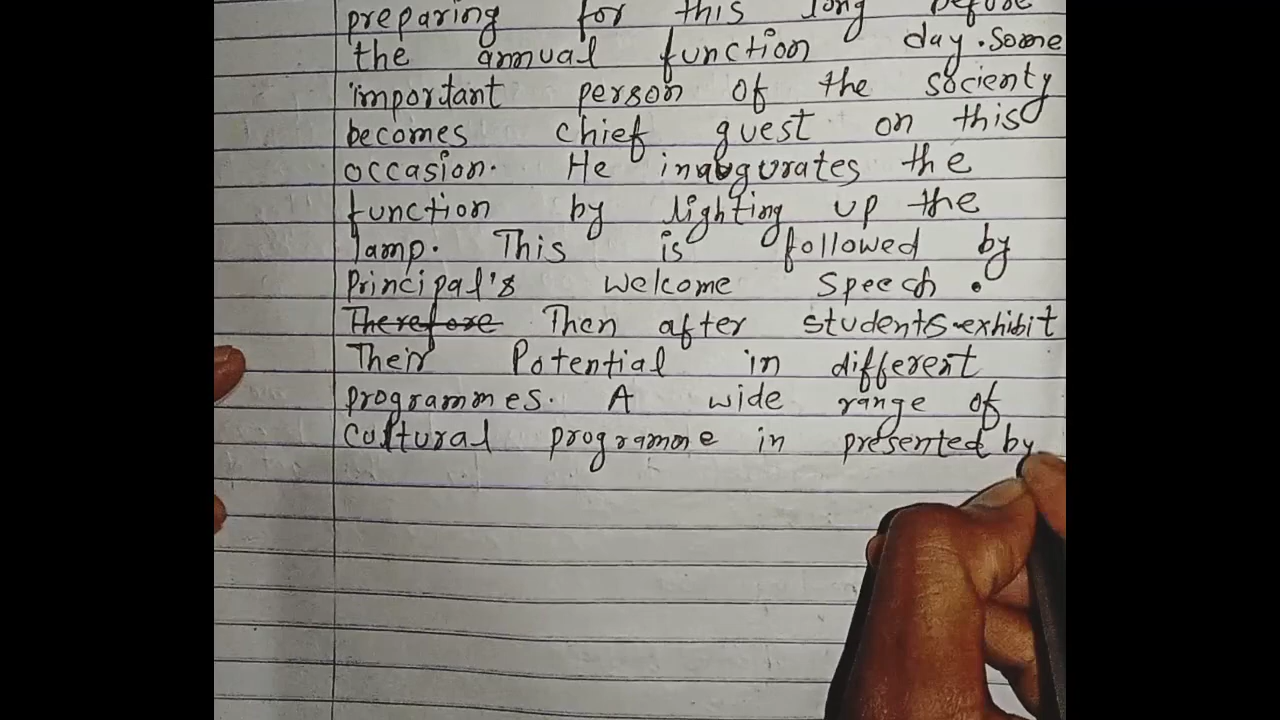 preparing for this long before
the annual function day. Some
important person of the socienty
becomes chief guest on this
occasion. He inaugurates the
function by lighting up the
lamp. This is followed by
Principal's welcome speech.
Therefore Then after students exhibit
Their Potential in different
programmes. A wide range of
cultural programme in presented by